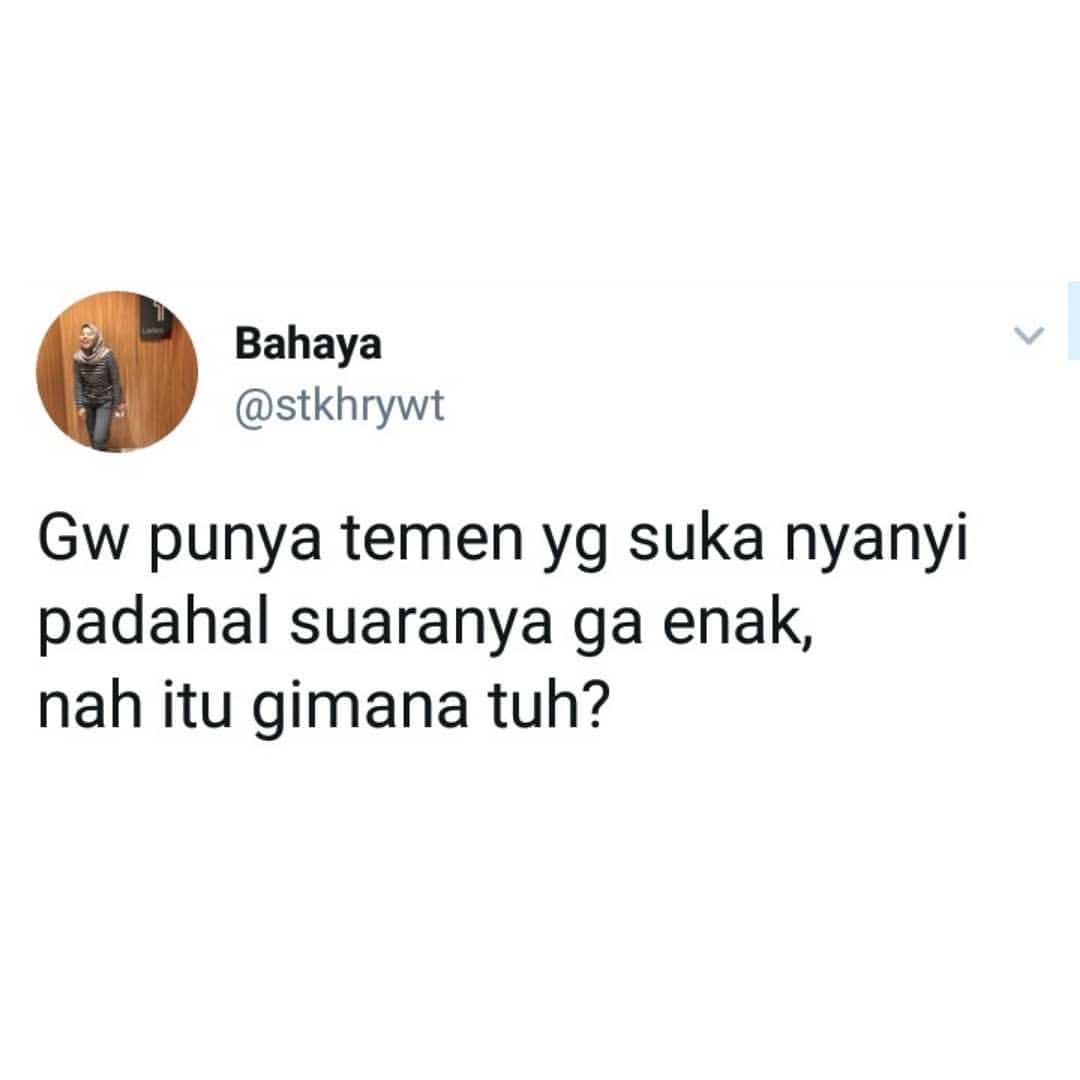 Bahaya
@stkhrywt
Gw punya temen yg suka nyanyi
padahal suaranya ga enak,
nah itu gimana tuh?